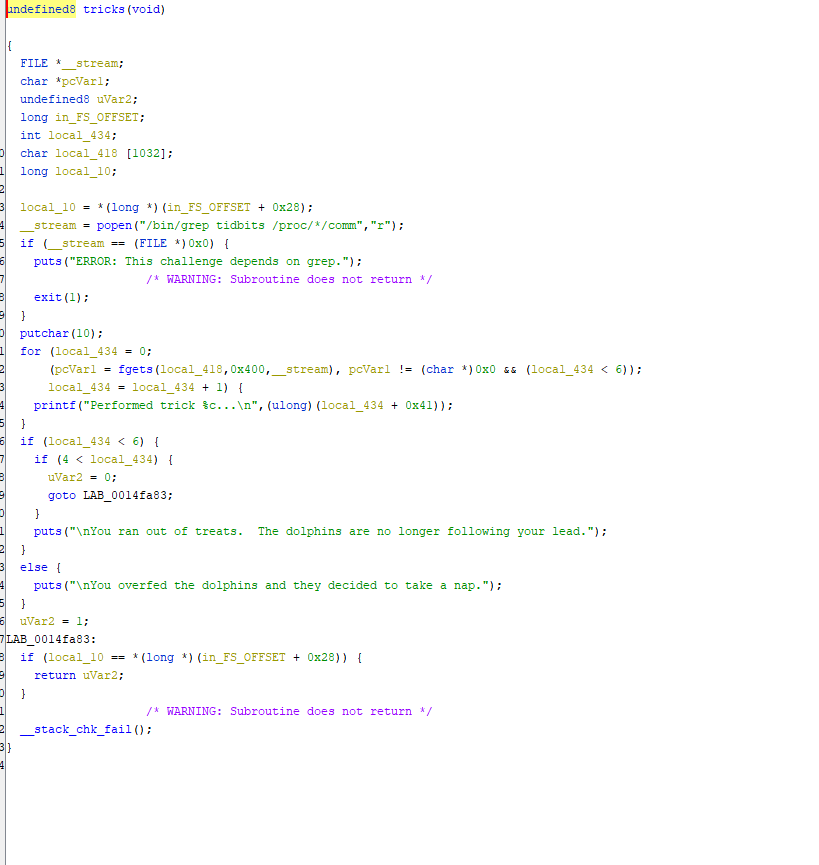 undefined8 tricks(void)
{
FILE *__stream;
char *pcVar1;
undefined8 uVar2;
long in_FS_OFFSET;
int local_434;
char local_418 [1032];
long local_10;
local_10 = *(long *)(in_FS_OFFSET + 0x28);
__stream = popen("/bin/grep tidbits /proc/*/comm","r");
if (__stream == (FILE *)0x0) {
puts("ERROR: This challenge depends on grep.");
/* WARNING: Subroutine does not return */
exit(1);
}
putchar(10);
for (local_434 = 0;
(pcVar1 = fgets(local_418,0x400,__stream), pcVar1 != (char *)0x0 && (local_434 < 6));
local_434 = local_434 + 1) {
printf("Performed trick %c...\n",(ulong)(local_434 + 0x41));
}
if (local_434 < 6) {
if (4 < local_434) {
uVar2 = 0;
goto LAB_0014fa83;
}
puts("\nYou ran out of treats.  The dolphins are no longer following your lead.");
}
else {
puts("\nYou overfed the dolphins and they decided to take a nap.");
}
uVar2 = 1;
LAB_0014fa83:
if (local_10 == *(long *)(in_FS_OFFSET + 0x28)) {
return uVar2;
}
/* WARNING: Subroutine does not return */
__stack_chk_fail();
}